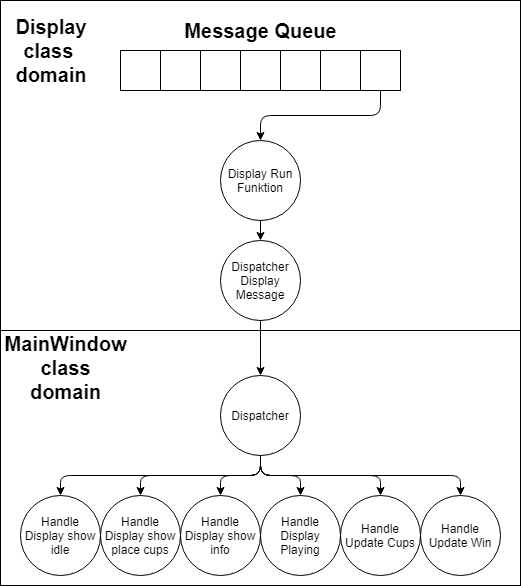 Display
class
domain
Message Queue
Display Run
Funktion
Dispatcher
Display
Message
MainWindow
class
domain
Dispatcher
Handle
Display show
idle
Handle
Display show
place cups
Handle
Display show
info
Handle
Display
Playing
Handle
Update Cups
Handle
Update Win